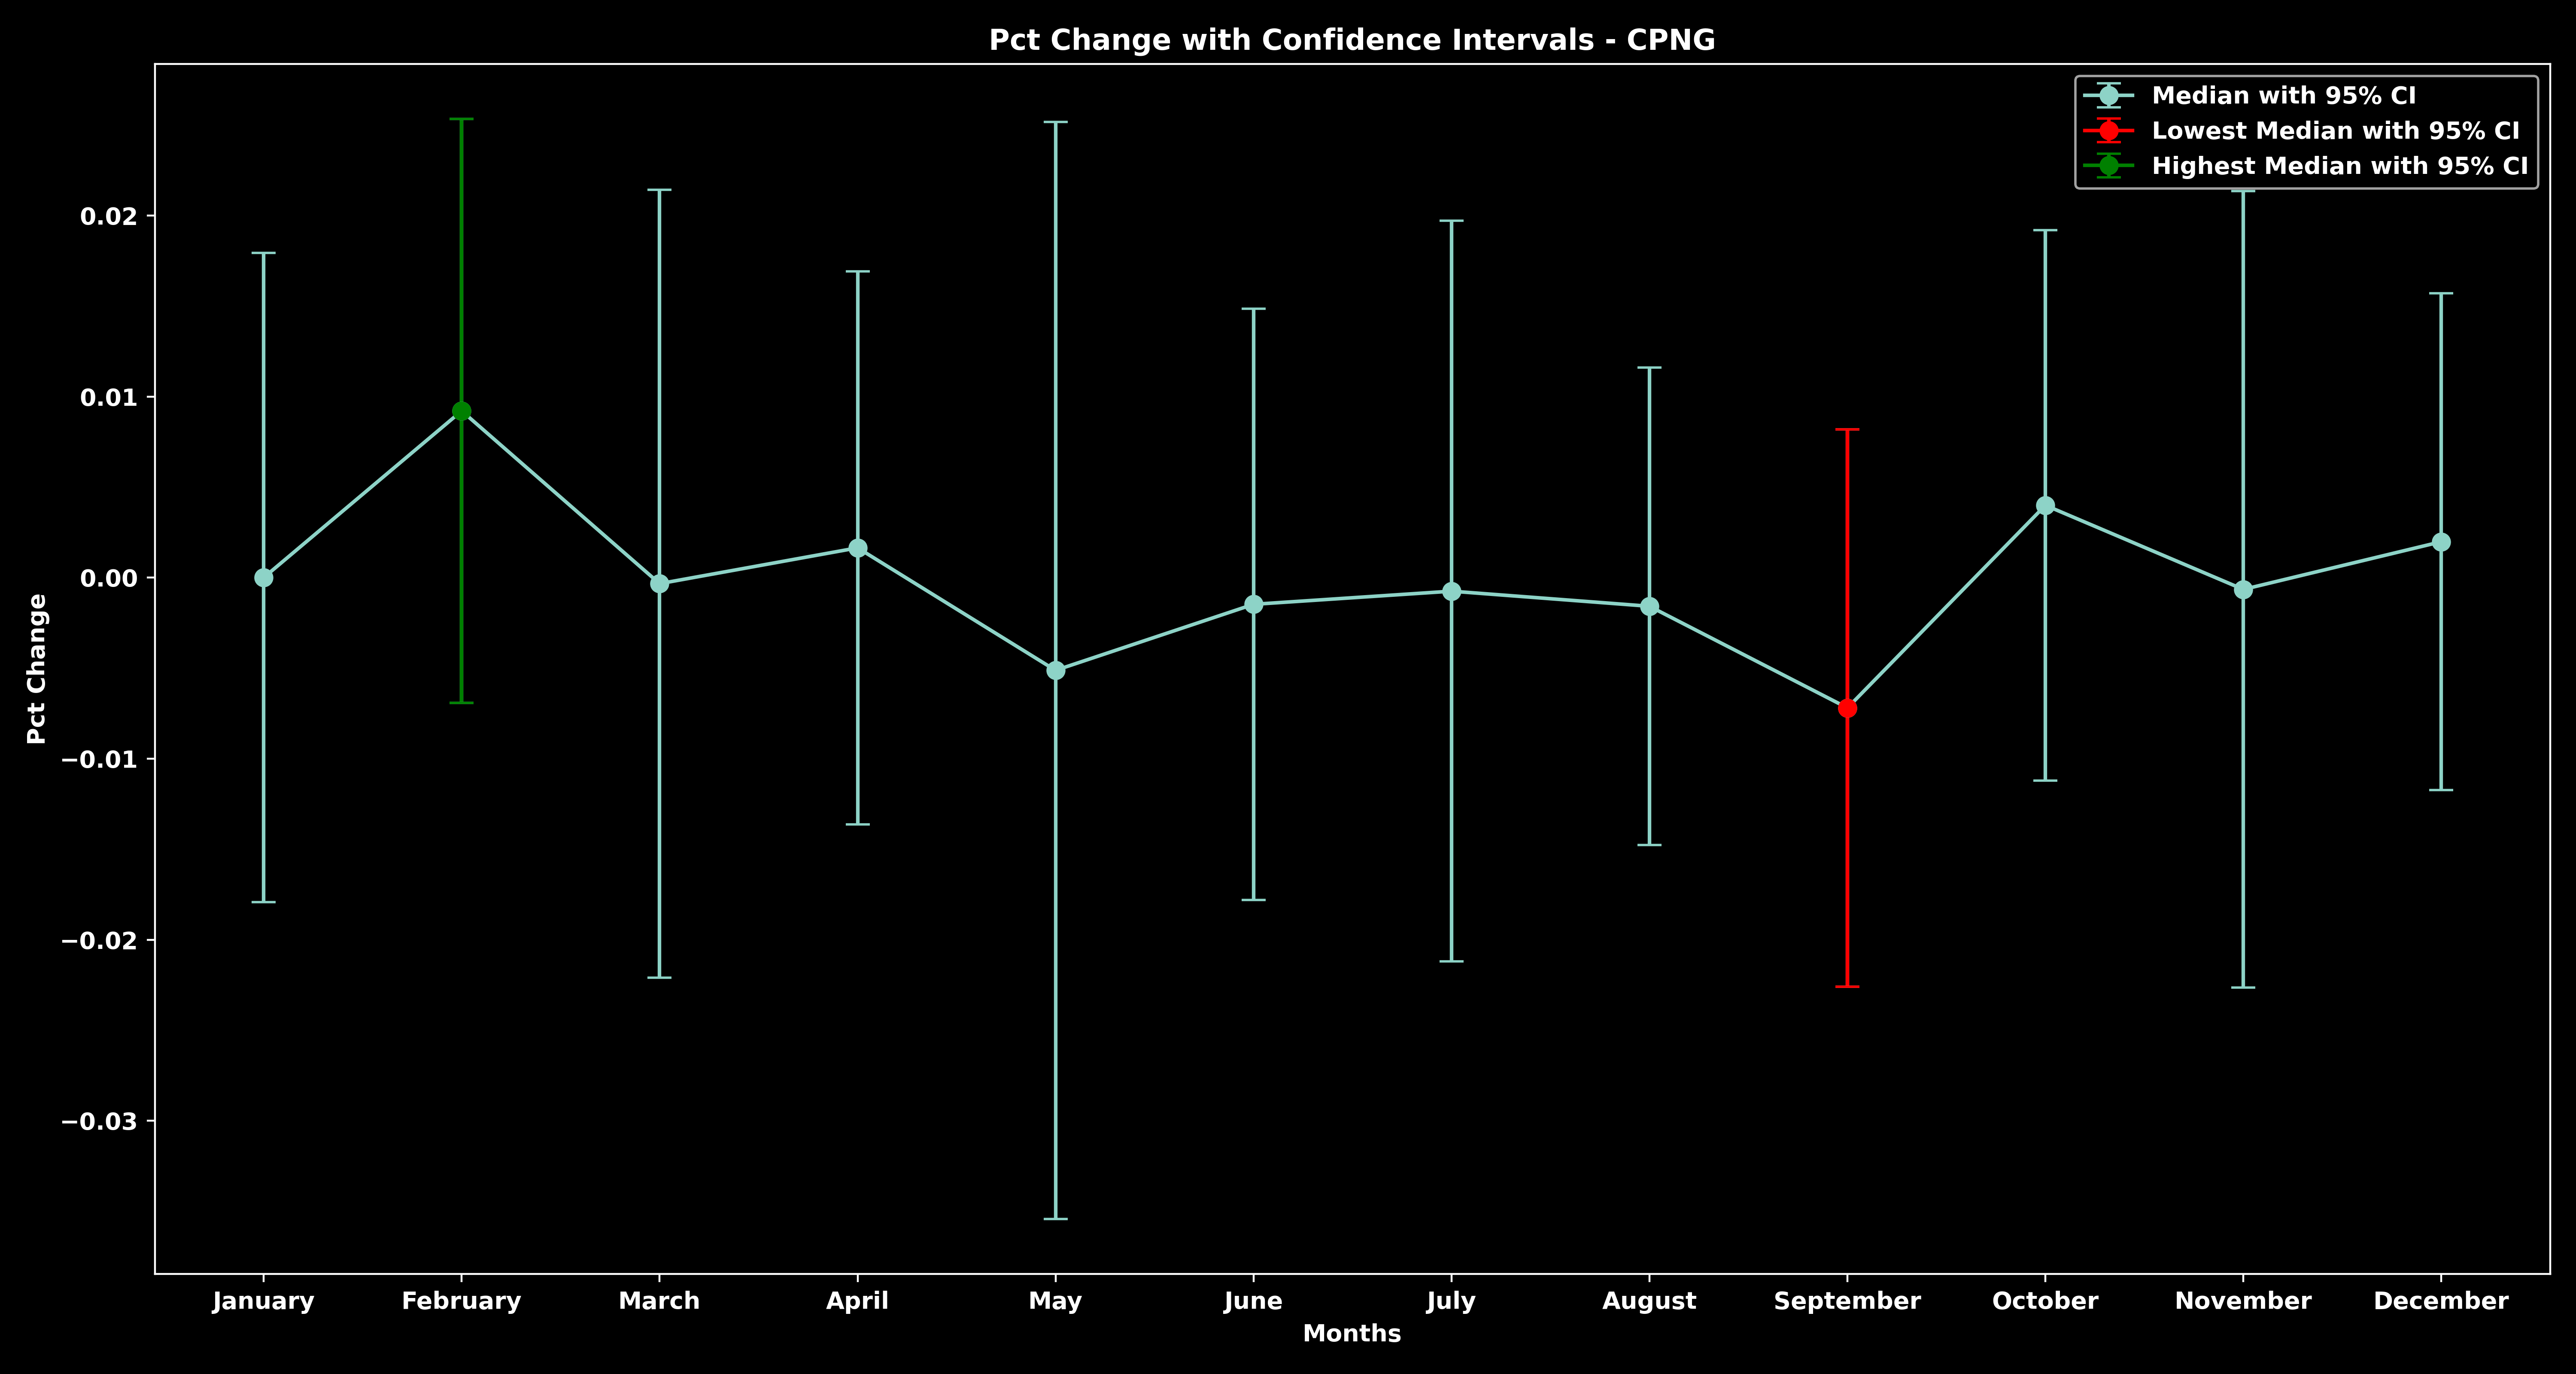 Pct Change with Confidence Intervals - CPNG
Median with 95% CI
Lowest Median with 95% CI
Highest Median with 95% CI
0.02
0.01
0.00
−0.01
−0.02
−0.03
Pct Change
January February March April May June July August September October November December
Months